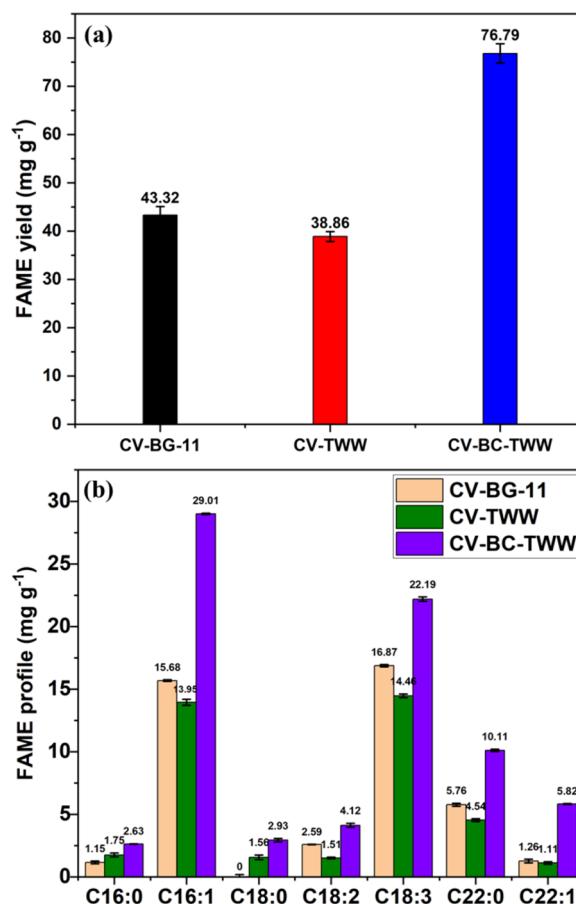 (a)
FAME yield (mg g⁻¹)
80
70
60
50
40
30
20
10
0
43.32
38.86
76.79
CV-BG-11 CV-TWW CV-BC-TWW
(b)
CV-BG-11
CV-TWW
CV-BC-TWW
FAME profile (mg g⁻¹)
30
25
20
15
10
5
0
1.15 1.75 2.63
15.68 13.95 29.01
0 1.56 2.93
2.59 1.51 4.12
16.87 14.46 22.19
5.76 4.54 10.11
1.26 1.11 5.82
C16:0 C16:1 C18:0 C18:2 C18:3 C22:0 C22:1